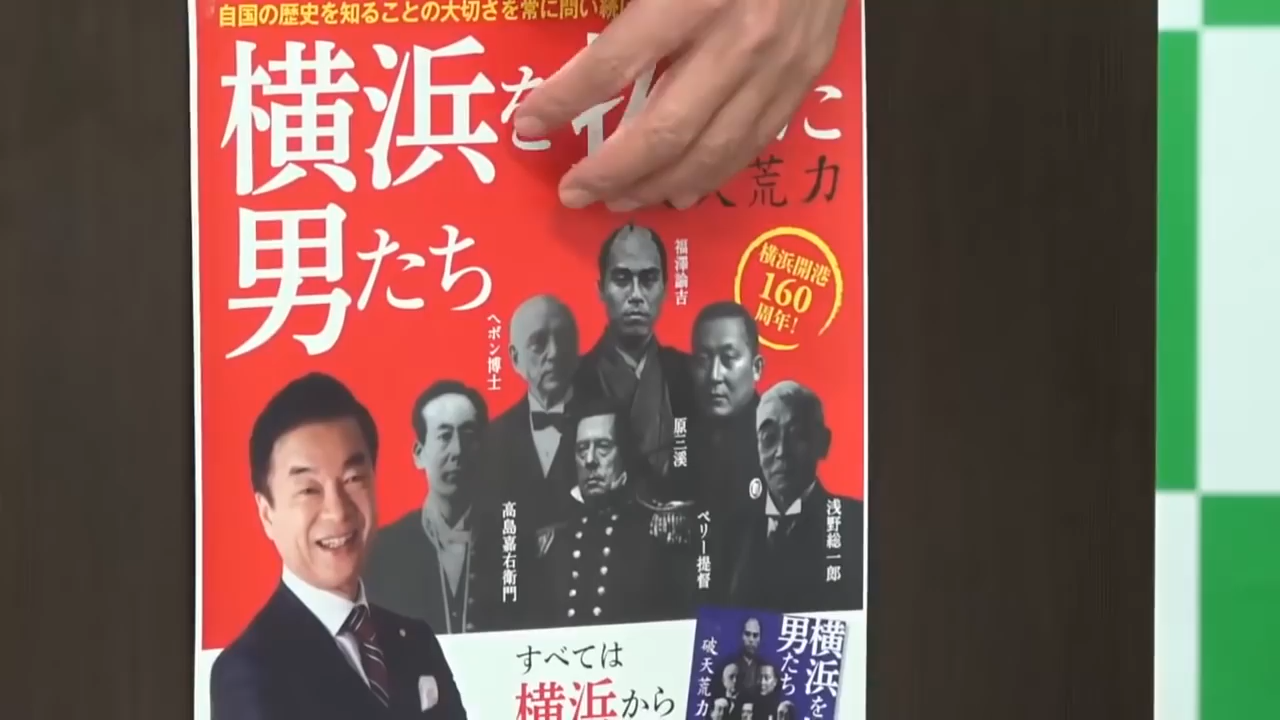 自国の歴史を知ることの大切さを常に問い続
横浜を
た
男たち
天荒力
横浜開港
160
周年!
福澤諭吉
ヘボン博士
原三溪
高島嘉右衛門
ペリー提督
浅野総一郎
すべては
横浜から
横浜を
男たち
破天荒力